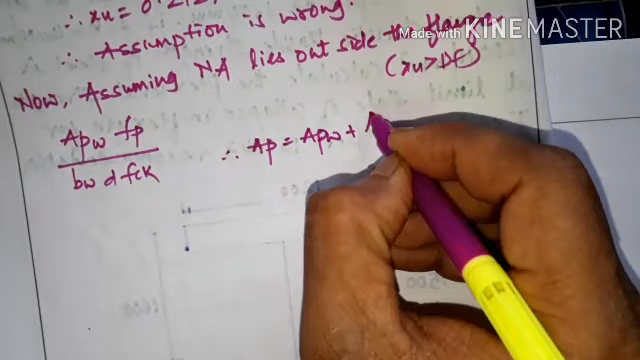 Made with KINEMASTER
∴ xu = 0.212
∴ Assumption is wrong.
Now, Assuming NA lies out side the flange
(xu > DF)
Apw fp
bw d fck
∴ Ap = Apw +